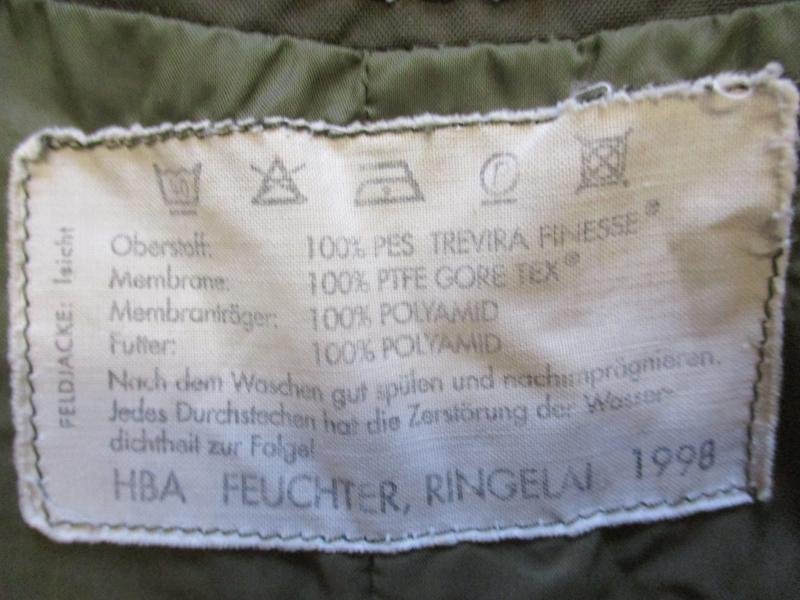 FELDJACKE: leicht
Oberstoff: 100% PES TREVIRA FINESSE®
Membrane: 100% PTFE GORE TEX®
Membranträger: 100% POLYAMID
Futter: 100% POLYAMID
Nach dem Waschen gut spülen und nachimprägnieren.
Jedes Durchstechen hat die Zerstörung der Wasser-
dichtheit zur Folge!
HBA FEUCHTER, 1998